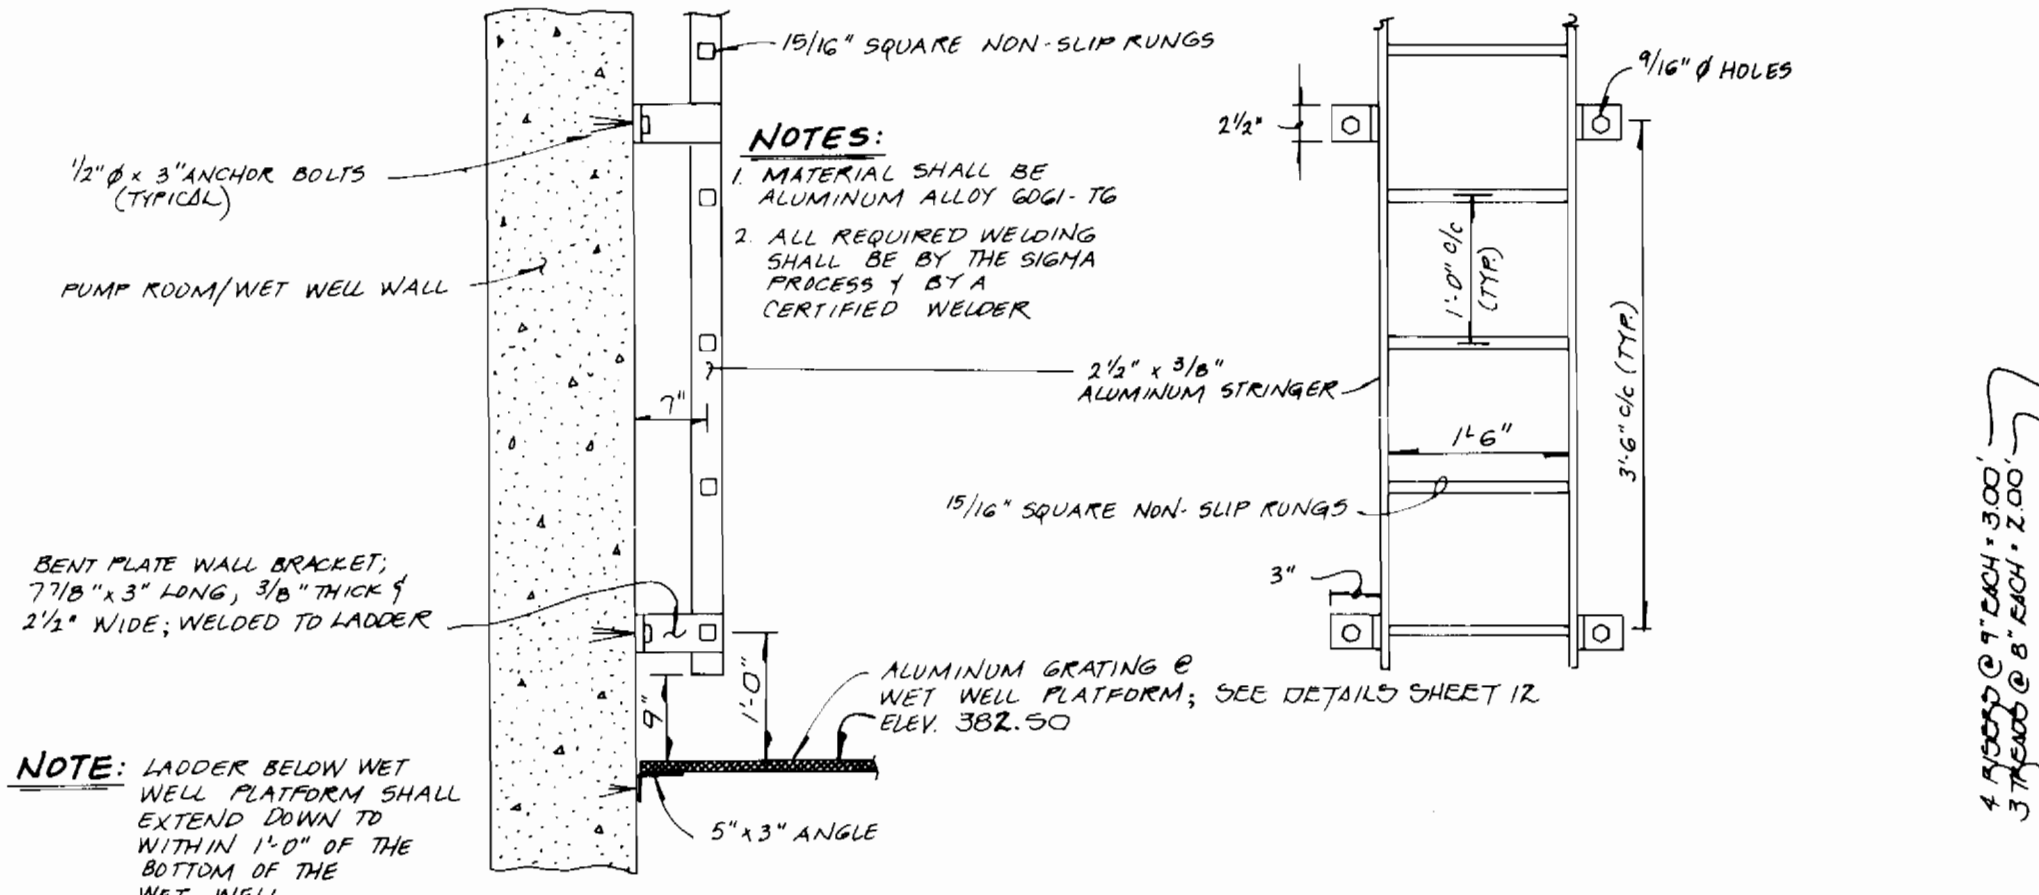 15/16" SQUARE NON-SLIP RUNGS
9/16" Ø HOLES
2 1/2"
NOTES:
1. MATERIAL SHALL BE
ALUMINUM ALLOY 6061-T6
2. ALL REQUIRED WELDING
SHALL BE BY THE SIGMA
PROCESS & BY A
CERTIFIED WELDER
1/2" Ø x 3" ANCHOR BOLTS
(TYPICAL)
PUMP ROOM/WET WELL WALL
1'-0" c/c
(TYP.)
3'-6" c/c (TYP.)
2 1/2" x 3/8"
ALUMINUM STRINGER
7"
1'-6"
15/16" SQUARE NON-SLIP RUNGS
BENT PLATE WALL BRACKET;
7 7/8" x 3" LONG, 3/8" THICK &
2 1/2" WIDE; WELDED TO LADDER
3"
9"
1'-0"
ALUMINUM GRATING @
WET WELL PLATFORM; SEE DETAILS SHEET 12
ELEV. 382.50
NOTE: LADDER BELOW WET
WELL PLATFORM SHALL
EXTEND DOWN TO
WITHIN 1'-0" OF THE
BOTTOM OF THE
WET WELL
5" x 3" ANGLE
4 RISERS @ 9" EACH = 3.00'
3 TREADS @ 8" EACH = 2.00'